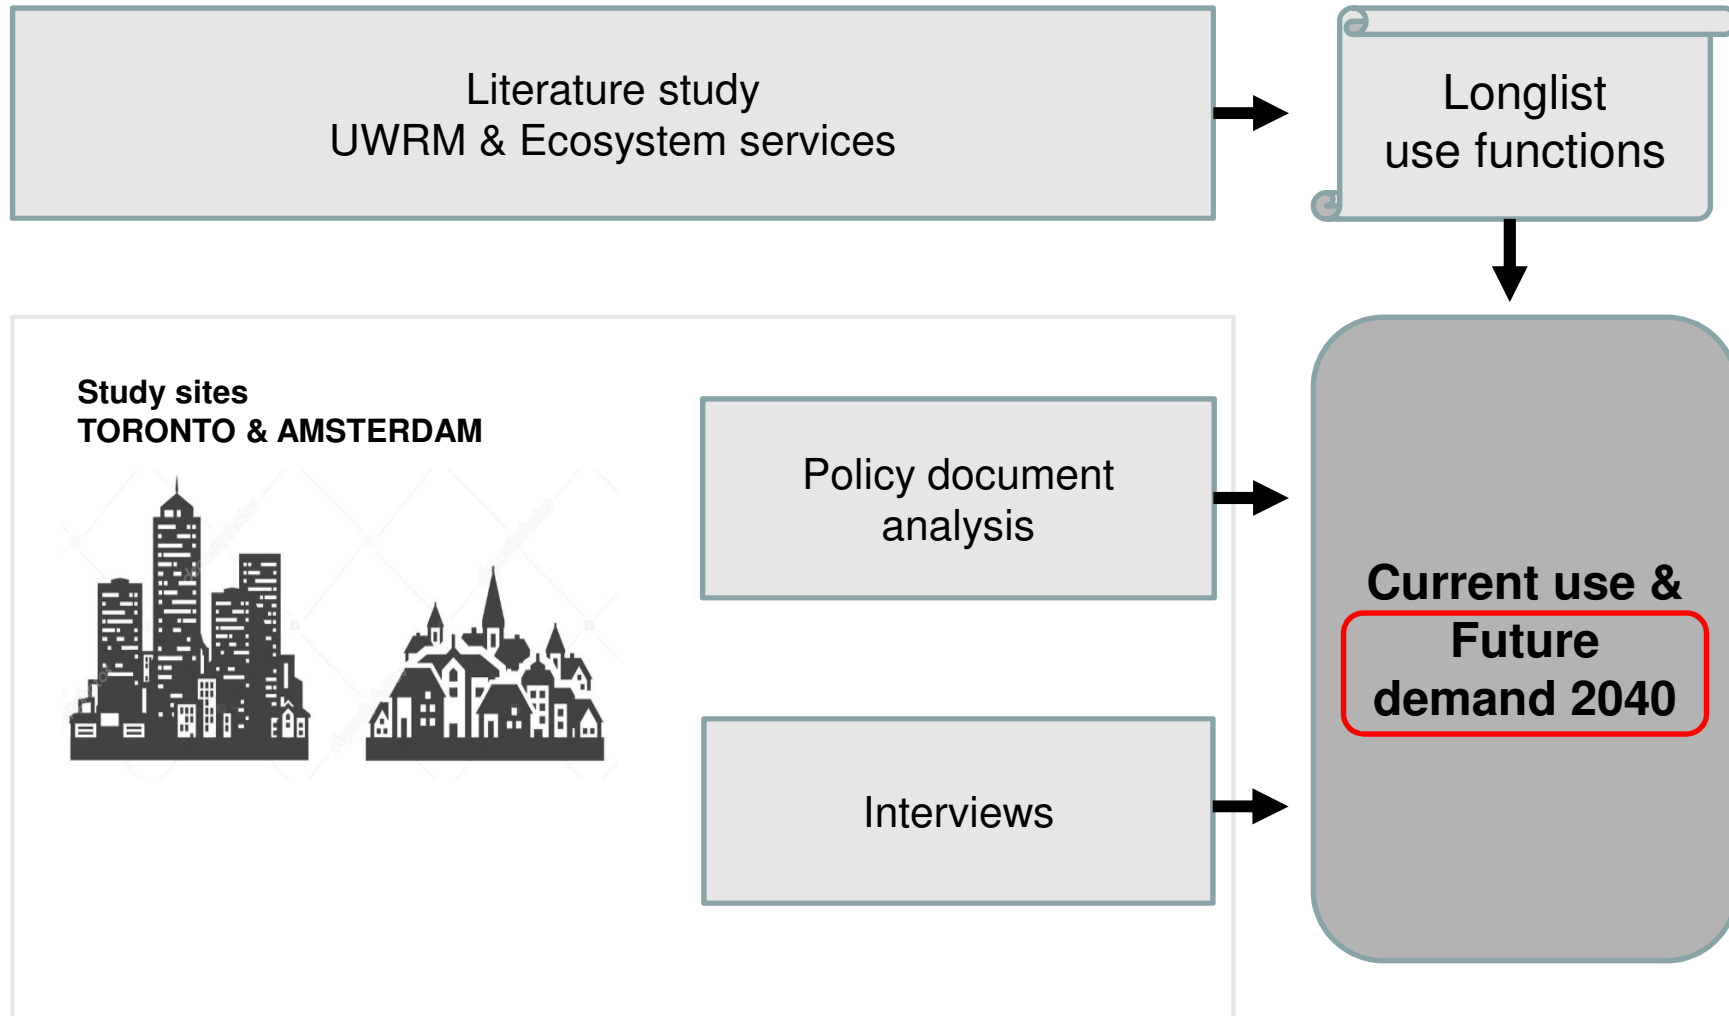 Literature study
UWRM & Ecosystem services
Longlist
use functions
Study sites
TORONTO & AMSTERDAM
Policy document
analysis
Interviews
Current use &
Future
demand 2040